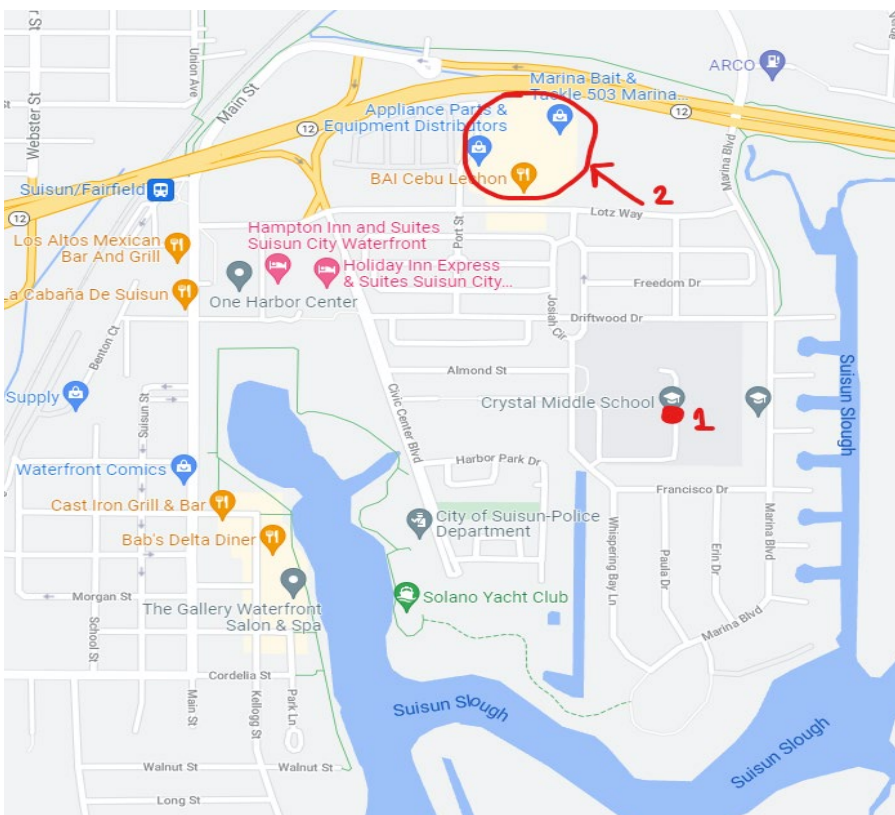 St
Union Ave
Webster St
Main St
12
ARCO
Marina Bait &
Tackle 503 Marina...
12
Appliance Parts &
Equipment Distributors
12
BAI Cebu Lechon
2
Marina Blvd
Suisun/Fairfield
12
Lotz Way
Port St
Hampton Inn and Suites
Suisun City Waterfront
Los Altos Mexican
Bar And Grill
Holiday Inn Express
& Suites Suisun City...
One Harbor Center
a Cabaña De Suisun
Freedom Dr
Josiah Cir
Driftwood Dr
Benton Ct
Almond St
Suisun Slough
Supply
Suisun St
Civic Center Blvd
Crystal Middle School
1
Harbor Park Dr
Waterfront Comics
Francisco Dr
Cast Iron Grill & Bar
City of Suisun-Police
Department
Bab's Delta Diner
Whispering Bay Ln
Paula Dr
Erin Dr
Marina Blvd
Morgan St
The Gallery Waterfront
Salon & Spa
Solano Yacht Club
School St
Marina Blvd
Cordelia St
Main St
Kellogg St
Park Ln
Suisun Slough
Suisun Slough
Walnut St
Walnut St
Long St